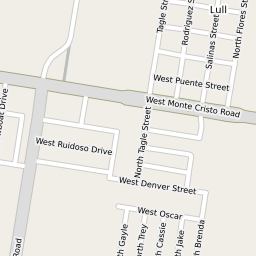 Lull
Tagle Street
Rodriguez St
Salinas Street
North Flores S
West Puente Street
West Monte Cristo Road
boat Drive
North Tagle Street
West Ruidoso Drive
West Denver Street
West Oscar
North Gayle
North Trey
North Cassie
North Jake
North Brenda
Road